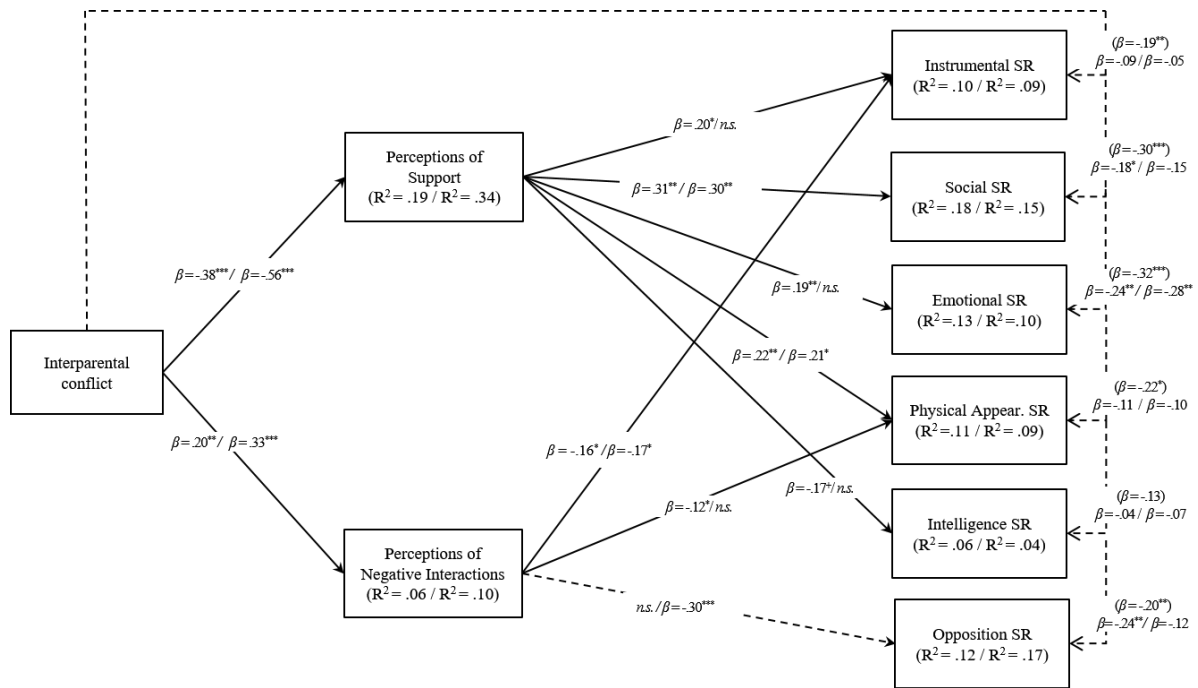 Interparental
conflict
β=-.38***/ β=-.56***
β=.20**/ β=.33***
Perceptions of
Support
(R² = .19 / R² = .34)
Perceptions of
Negative Interactions
(R² = .06 / R² = .10)
β=.20*/n.s.
β=.31**/ β=.30**
β=.19**/n.s.
β=.22**/ β=.21*
β=-.16*/β=-.17*
β=-.17⁺/n.s.
β=-.12*/n.s.
n.s./β=-.30***
Instrumental SR
(R² = .10 / R² = .09)
Social SR
(R² = .18 / R² = .15)
Emotional SR
(R² =.13 / R² = .10)
Physical Appear. SR
(R² =.11 / R² = .09)
Intelligence SR
(R² = .06 / R² = .04)
Opposition SR
(R² = .12 / R² = .17)
(β=-.19**)
β=-.09 / β=-.05
(β=-.30***)
β=-.18* / β=-.15
(β=-.32***)
β=-.24**/ β=-.28**
(β=-.22*)
β=-.11 / β=-.10
(β=-.13)
β=-.04 / β=-.07
(β=-.20**)
β=-.24**/ β=-.12